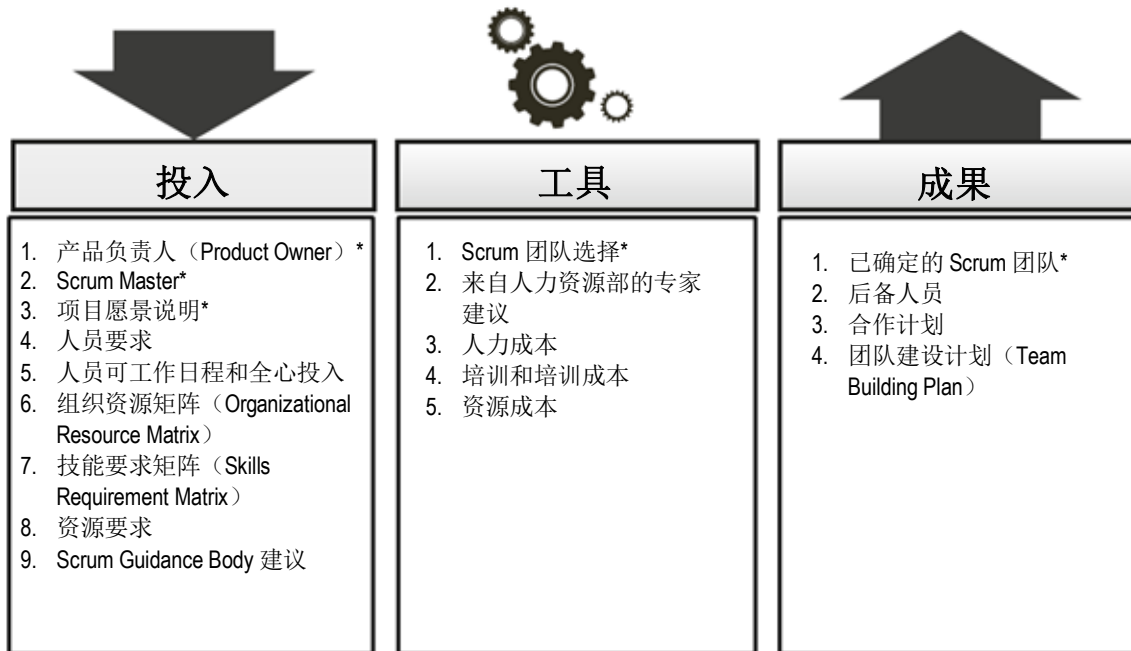 投入
1. 产品负责人（Product Owner）*
2. Scrum Master*
3. 项目愿景说明*
4. 人员要求
5. 人员可工作日程和全心投入
6. 组织资源矩阵（Organizational
Resource Matrix）
7. 技能要求矩阵（Skills
Requirement Matrix）
8. 资源要求
9. Scrum Guidance Body 建议
工具
1. Scrum 团队选择*
2. 来自人力资源部的专家
建议
3. 人力成本
4. 培训和培训成本
5. 资源成本
成果
1. 已确定的 Scrum 团队*
2. 后备人员
3. 合作计划
4. 团队建设计划（Team
Building Plan）